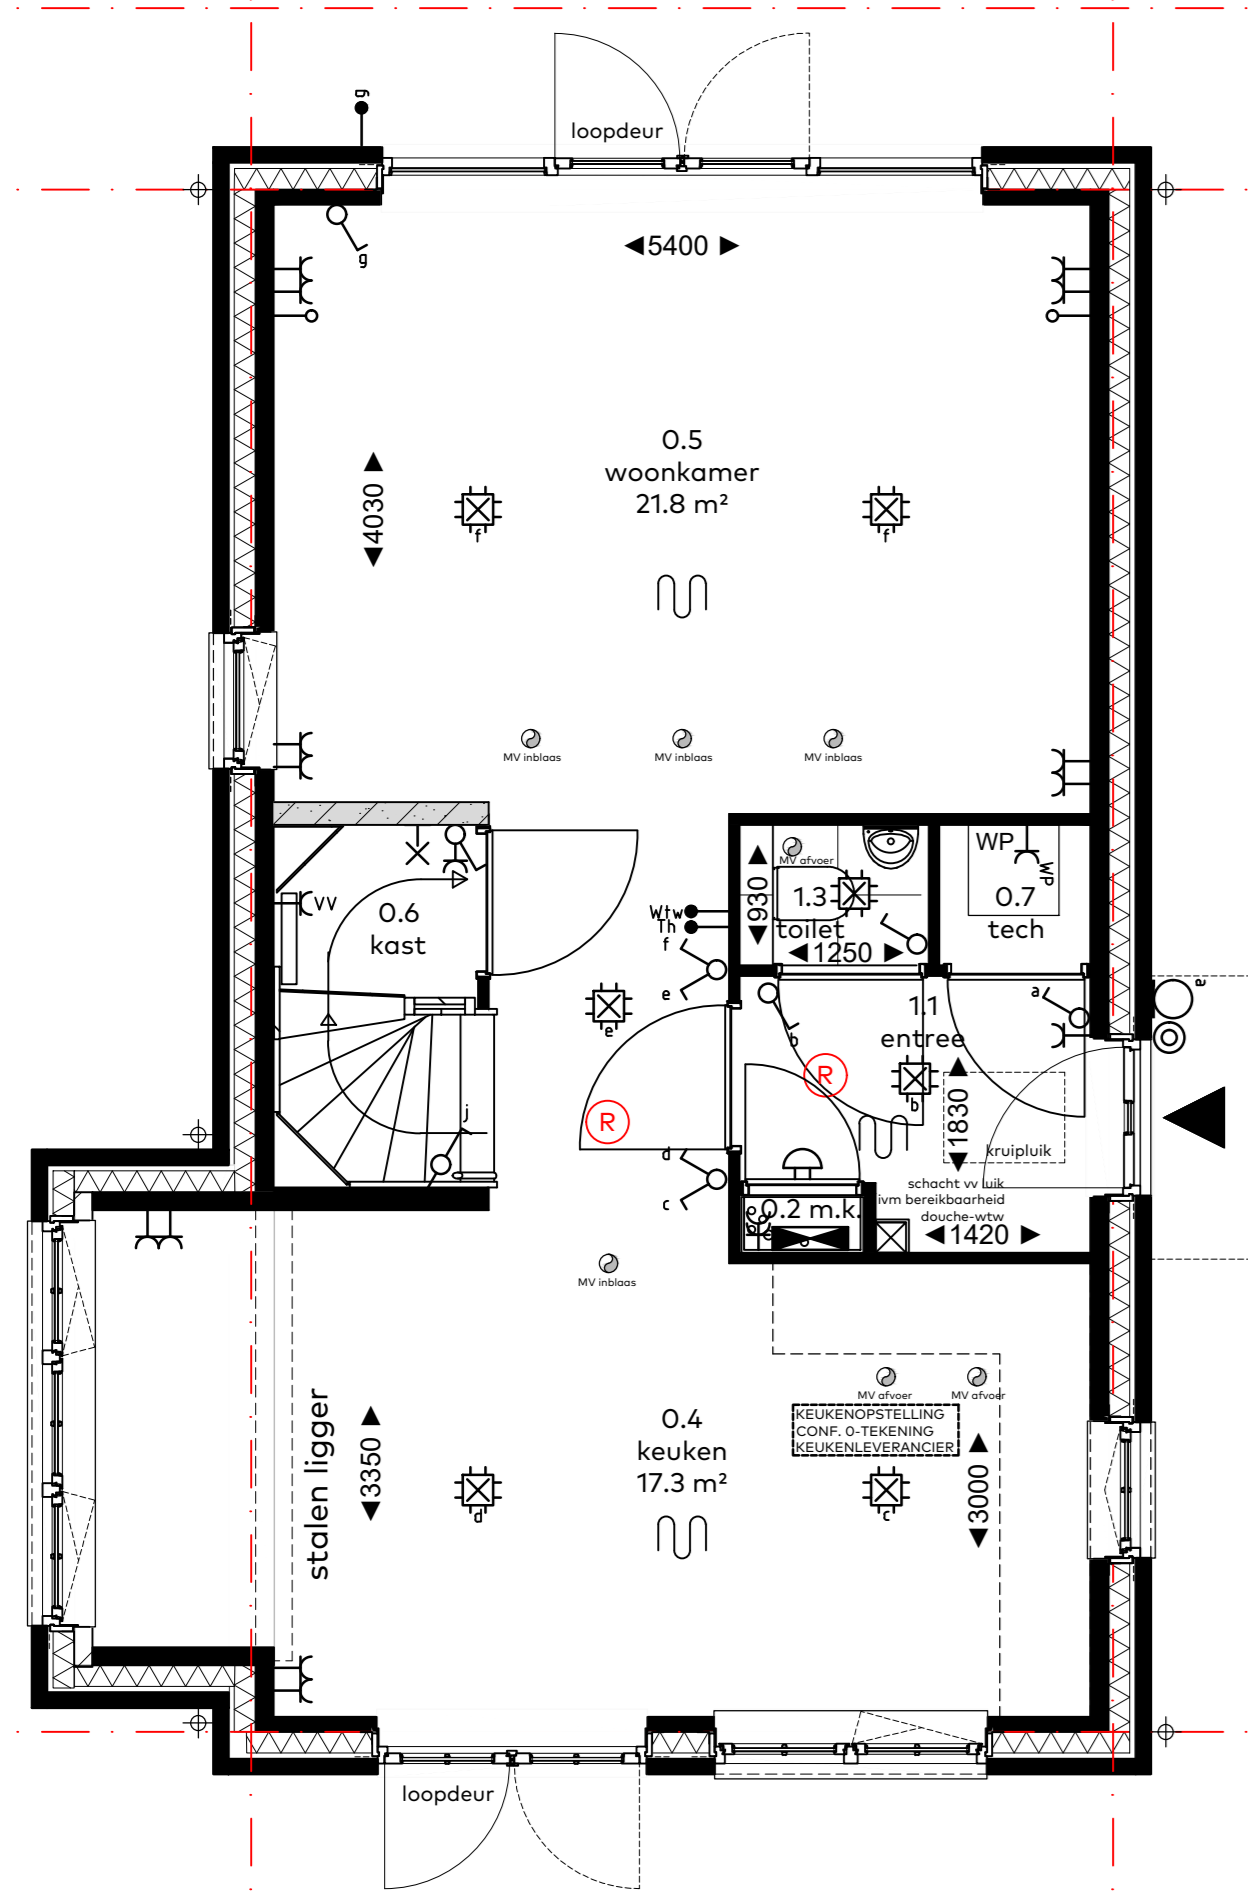 loopdeur
g
g
5400
0.5
woonkamer
21.8 m²
4030
f
f
MV inblaas
MV inblaas
MV inblaas
VV
0.6
kast
MV afvoer
930
1.3
toilet
1250
WP
WP
0.7
tech
Wtw
Th
f
e
e
a
a
b
1.1
entree
b
R
R
1830
kruipluik
j
d
c
schacht vv luik
ivm bereikbaarheid
douche-wtw
0.2 m.k.
1420
MV inblaas
MV afvoer
MV afvoer
KEUKENOPSTELLING
CONF. 0-TEKENING
KEUKENLEVERANCIER
stalen ligger
3350
0.4
keuken
17.3 m²
3000
d
c
loopdeur